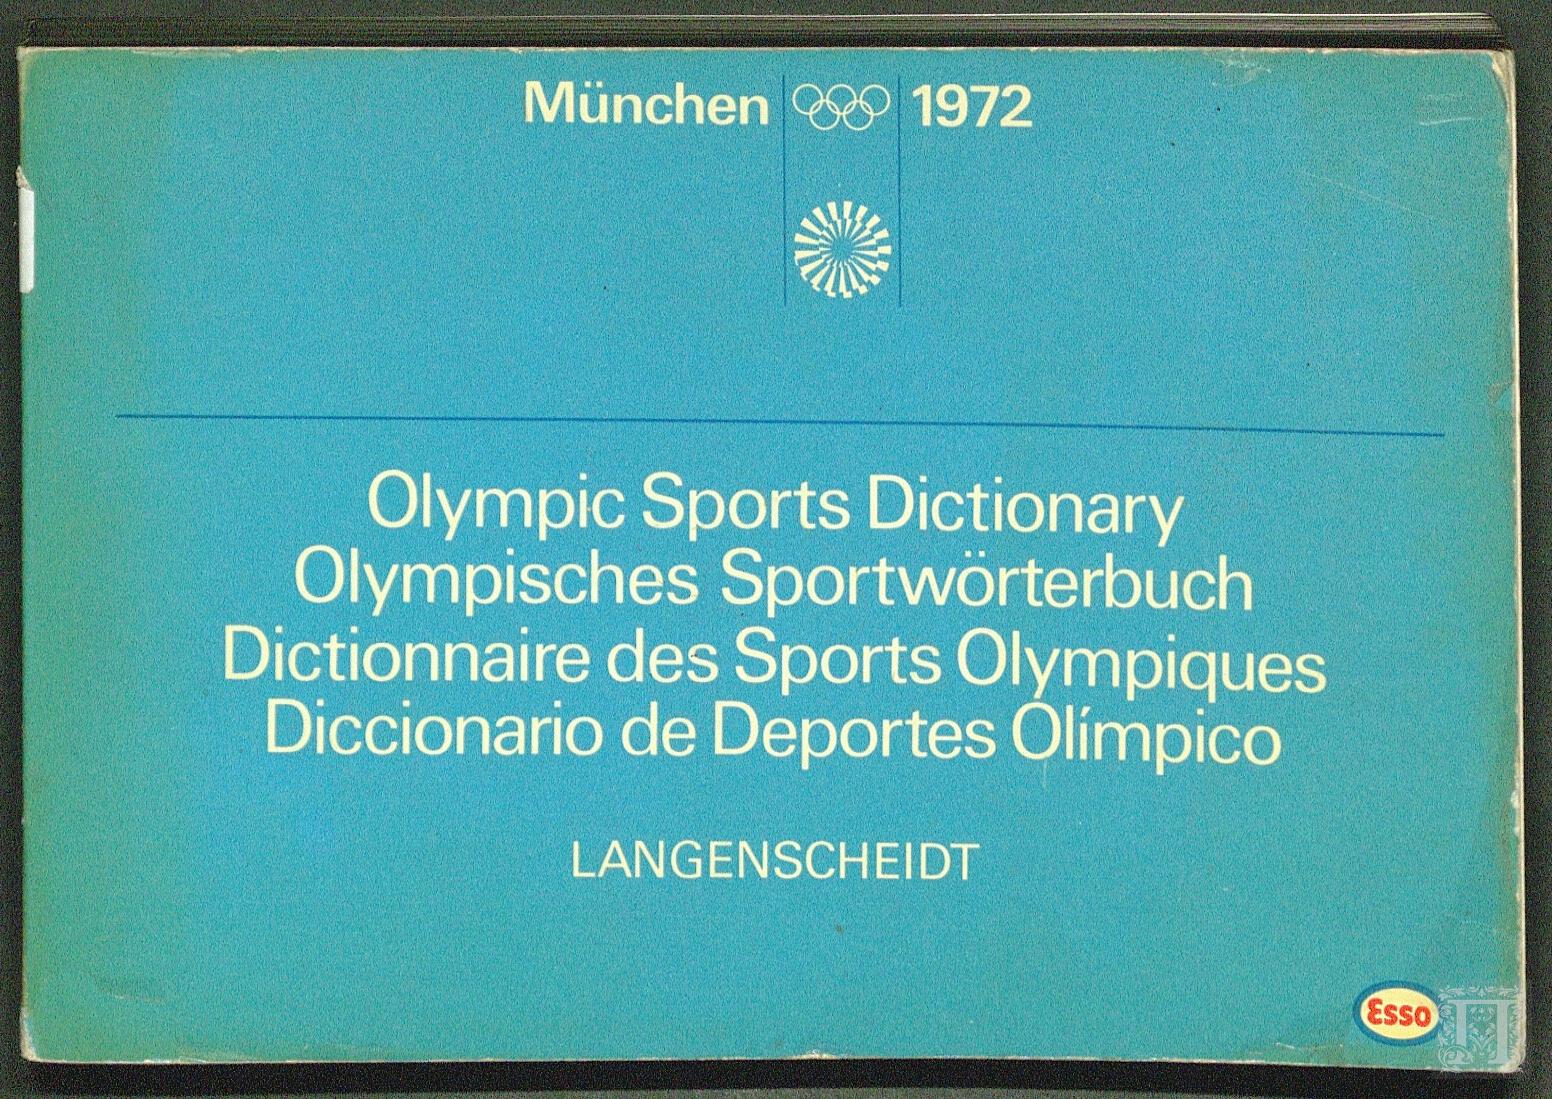 München 1972
Olympic Sports Dictionary
Olympisches Sportwörterbuch
Dictionnaire des Sports Olympiques
Diccionario de Deportes Olímpico
LANGENSCHEIDT
Esso